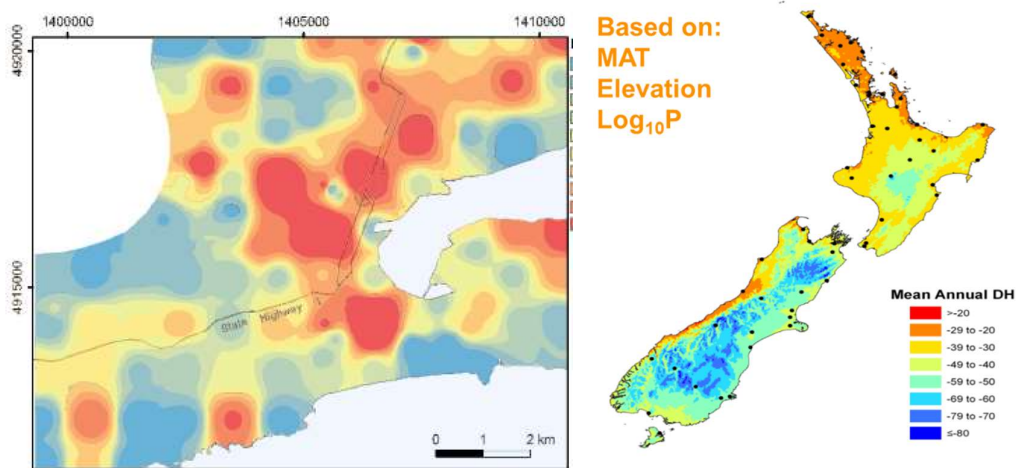 1400000 1405000 1410000
4920000
4915000
State Highway
0 1 2 km
Based on:
MAT
Elevation
Log₁₀P
Mean Annual DH
>-20
-29 to -20
-39 to -30
-49 to -40
-59 to -50
-69 to -60
-79 to -70
≤-80